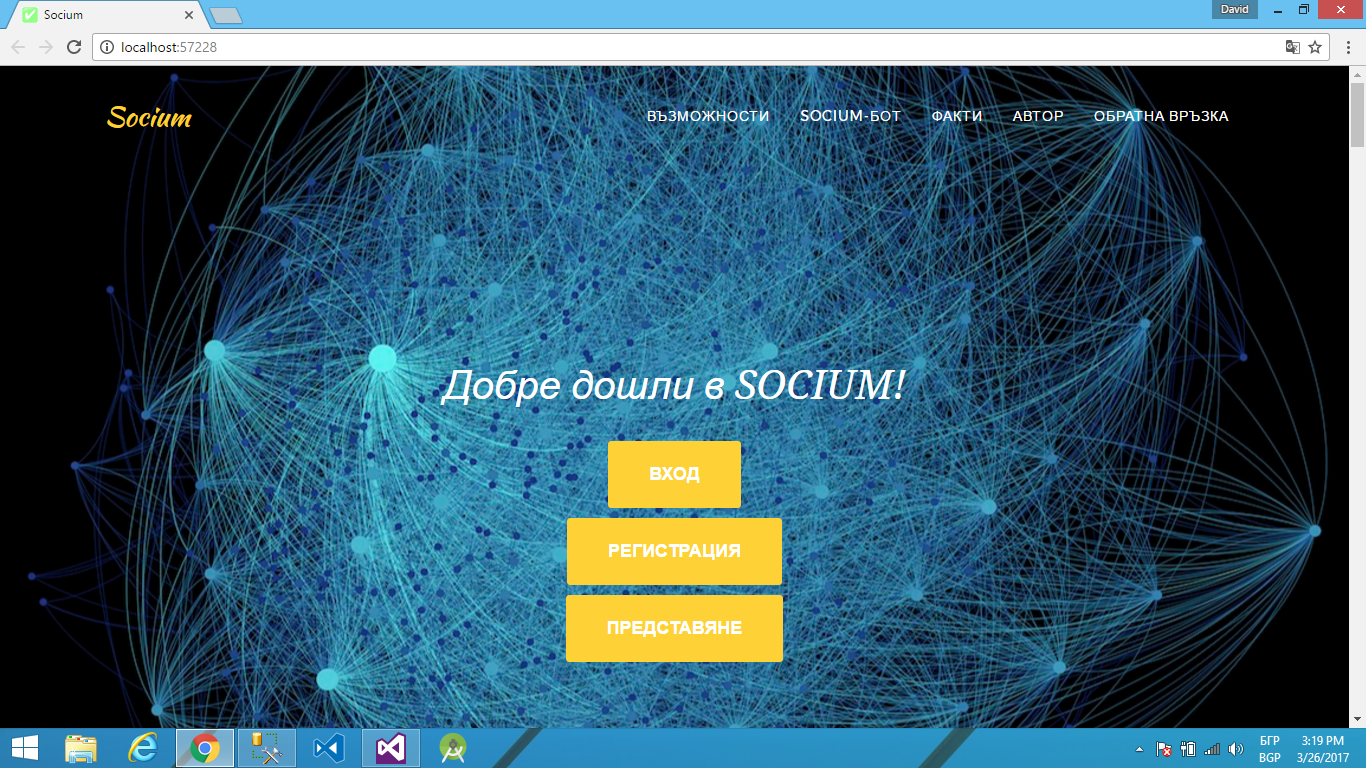 Socium
David
localhost:57228
Socium
ВЪЗМОЖНОСТИ SOCIUM-БОТ ФАКТИ АВТОР ОБРАТНА ВРЪЗКА
Добре дошли в SOCIUM!
ВХОД
РЕГИСТРАЦИЯ
ПРЕДСТАВЯНЕ
БГР 3:19 PM
BGP 3/26/2017